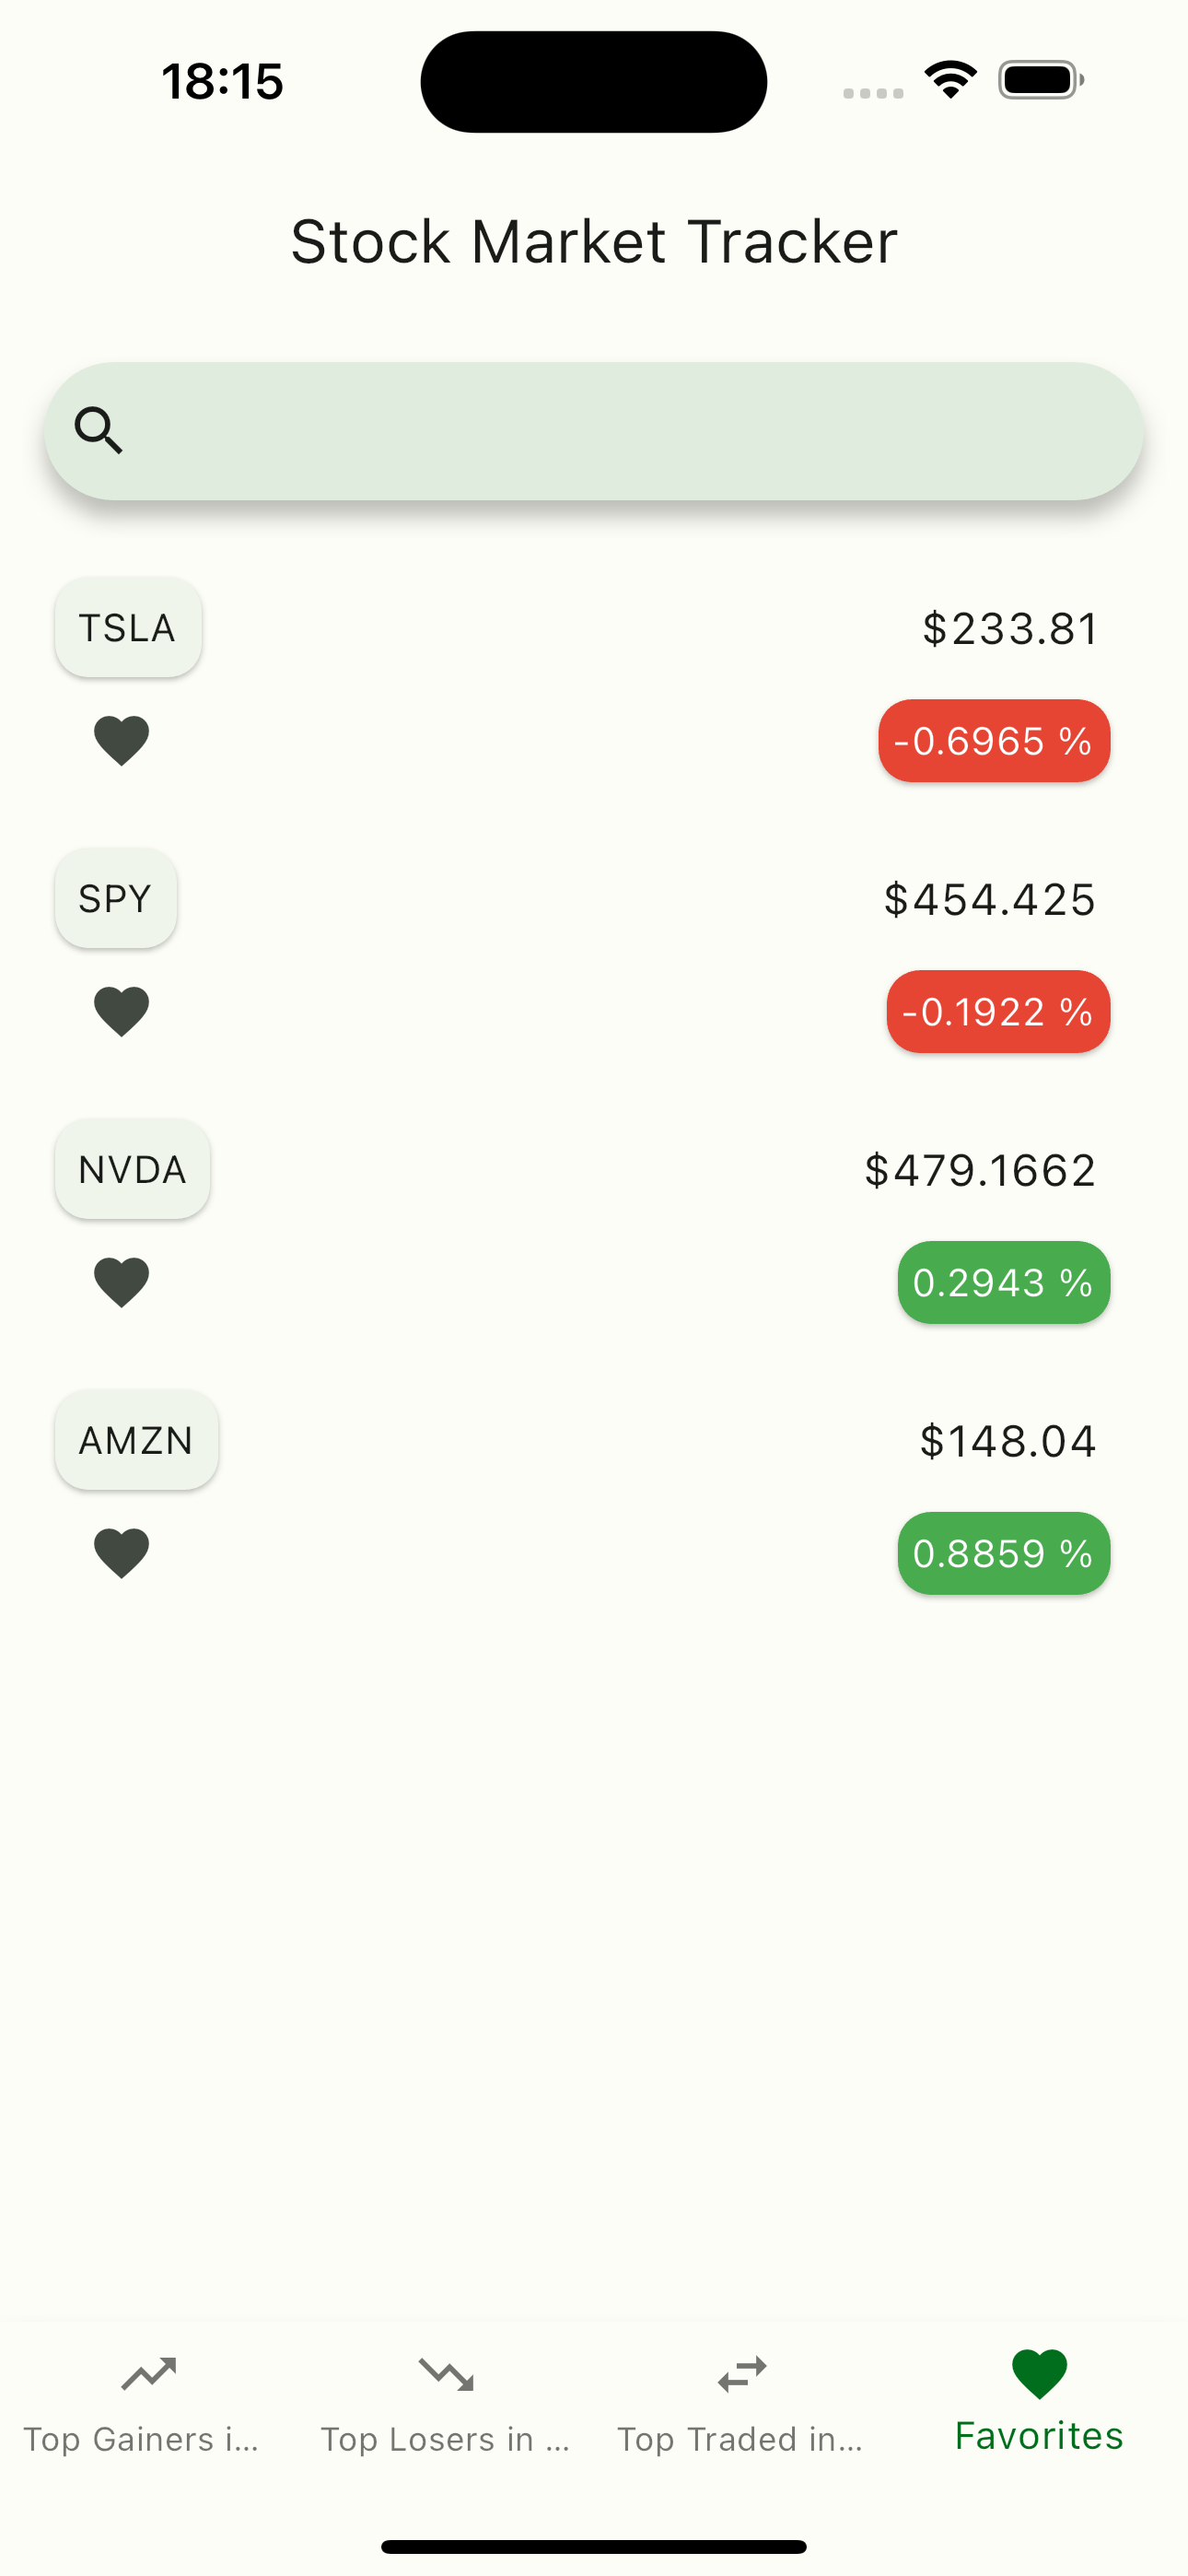 18:15
Stock Market Tracker
TSLA
$233.81
-0.6965 %
SPY
$454.425
-0.1922 %
NVDA
$479.1662
0.2943 %
AMZN
$148.04
0.8859 %
Top Gainers i...
Top Losers in ...
Top Traded in...
Favorites